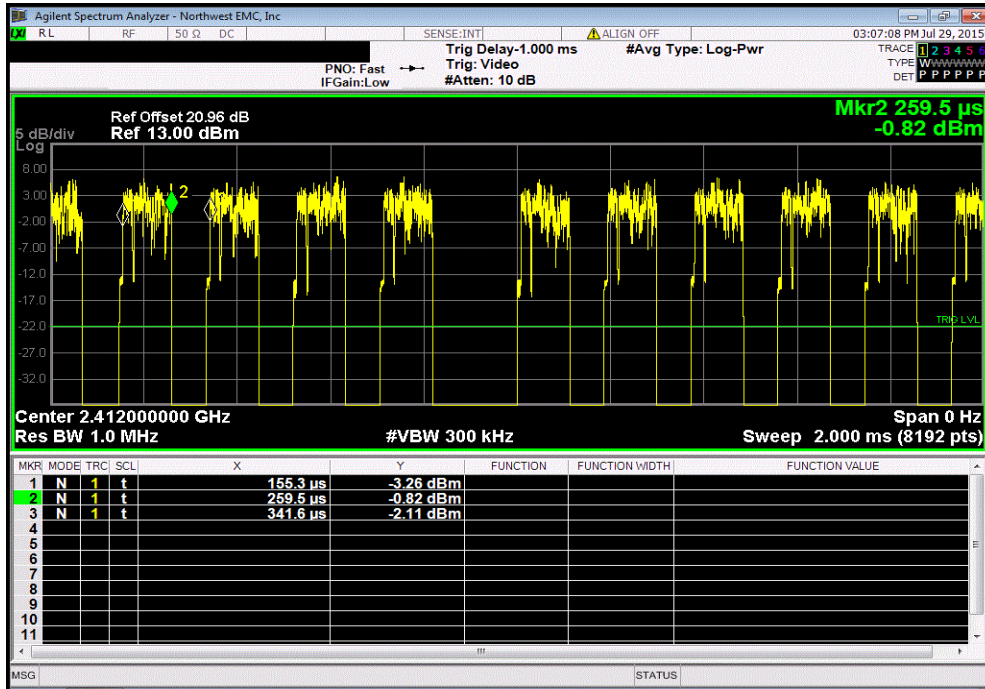 Agilent Spectrum Analyzer - Northwest EMC, Inc
LXI RL RF 50 Ω DC SENSE:INT ALIGN OFF 03:07:08 PM Jul 29, 2015
Trig Delay-1.000 ms #Avg Type: Log-Pwr TRACE 1 2 3 4 5 6
PNO: Fast Trig: Video TYPE WWWWWW
IFGain:Low #Atten: 10 dB DET P P P P P P
Mkr2 259.5 µs
-0.82 dBm
Ref Offset 20.96 dB
5 dB/div Ref 13.00 dBm
Log
8.00
3.00
-2.00
-7.00
-12.0
-17.0
-22.0
-27.0
-32.0
2
TRIG LVL
Center 2.412000000 GHz Span 0 Hz
Res BW 1.0 MHz #VBW 300 kHz Sweep 2.000 ms (8192 pts)
MKR MODE TRC SCL X Y FUNCTION FUNCTION WIDTH FUNCTION VALUE
1 N 1 t 155.3 µs -3.26 dBm
2 N 1 t 259.5 µs -0.82 dBm
3 N 1 t 341.6 µs -2.11 dBm
4
5
6
7
8
9
10
11
MSG STATUS